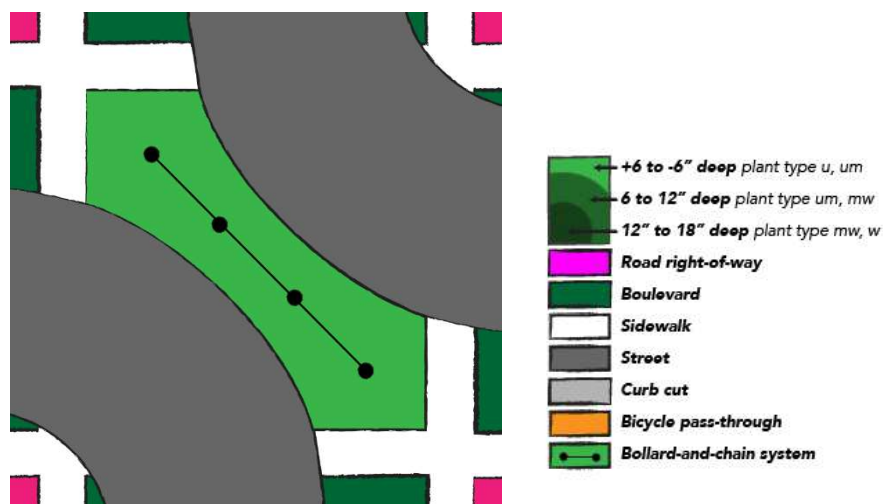 +6 to -6" deep plant type u, um
6 to 12" deep plant type um, mw
12" to 18" deep plant type mw, w
Road right-of-way
Boulevard
Sidewalk
Street
Curb cut
Bicycle pass-through
Bollard-and-chain system